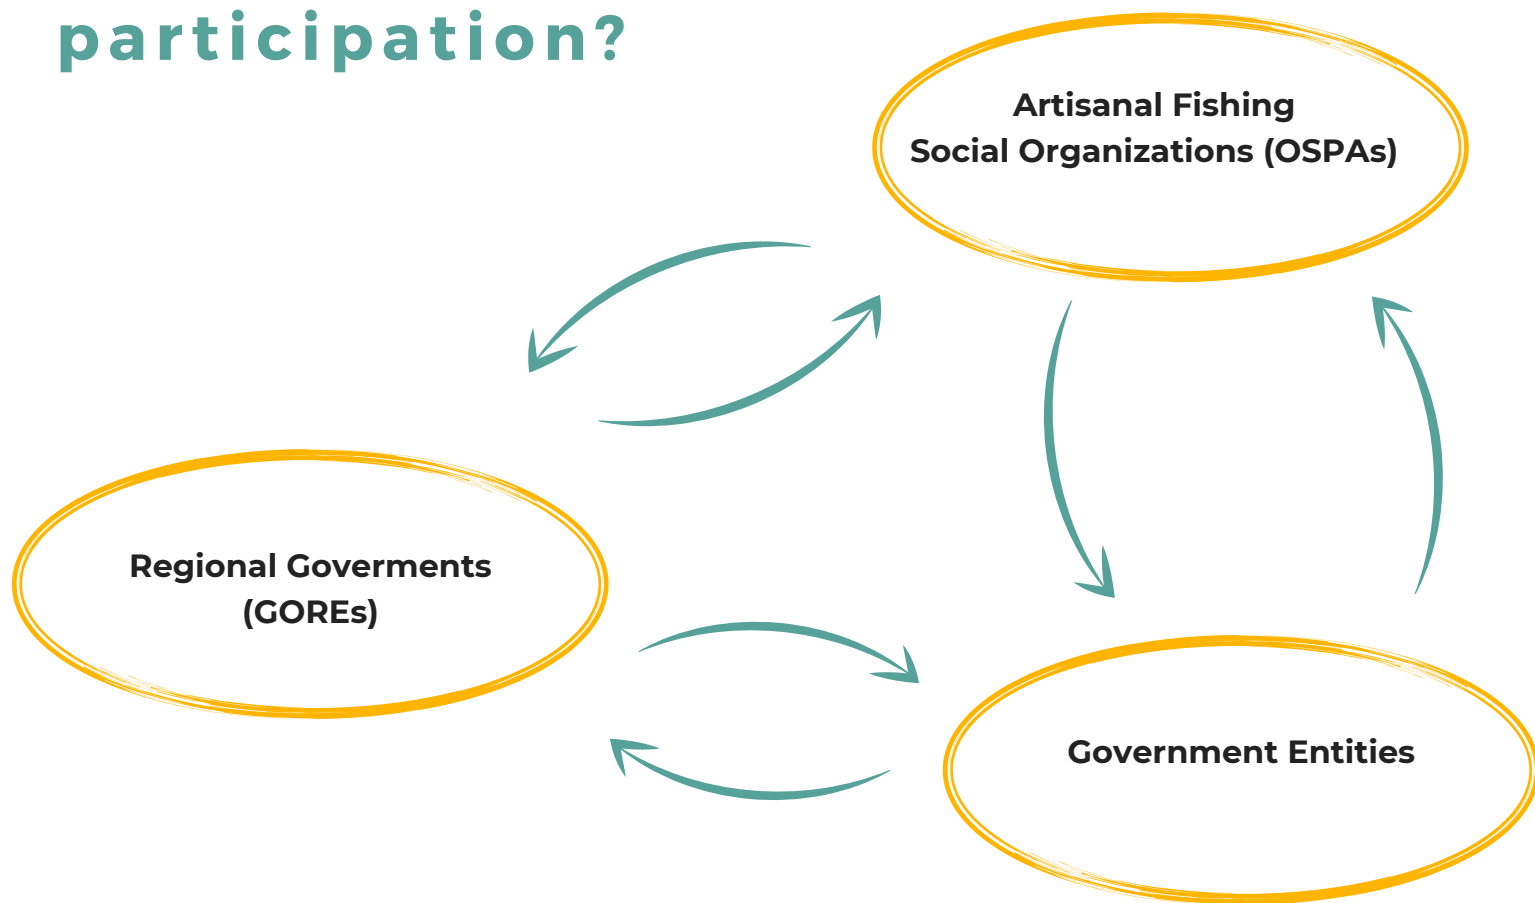 participation?
Artisanal Fishing
Social Organizations (OSPAs)
Regional Goverments
(GOREs)
Government Entities